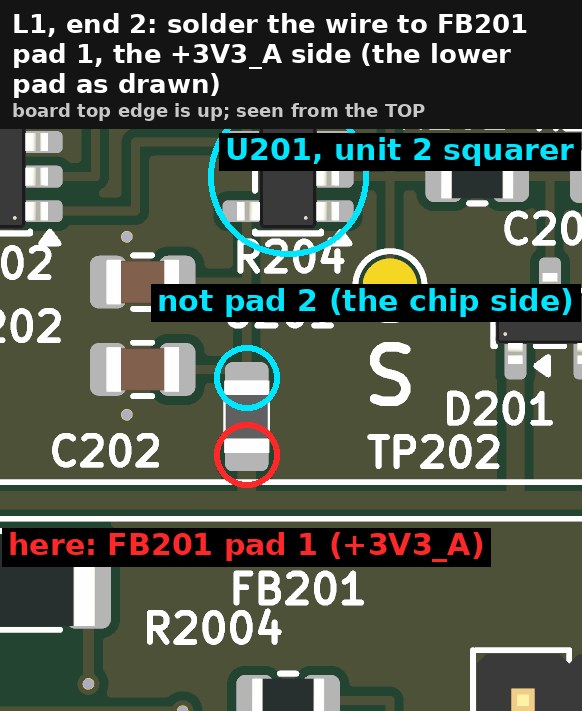 L1, end 2: solder the wire to FB201
pad 1, the +3V3_A side (the lower
pad as drawn)
board top edge is up; seen from the TOP
U201, unit 2 squarer
C20
R204
02
not pad 2 (the chip side)
202
S
D201
C202
TP202
here: FB201 pad 1 (+3V3_A)
FB201
R2004